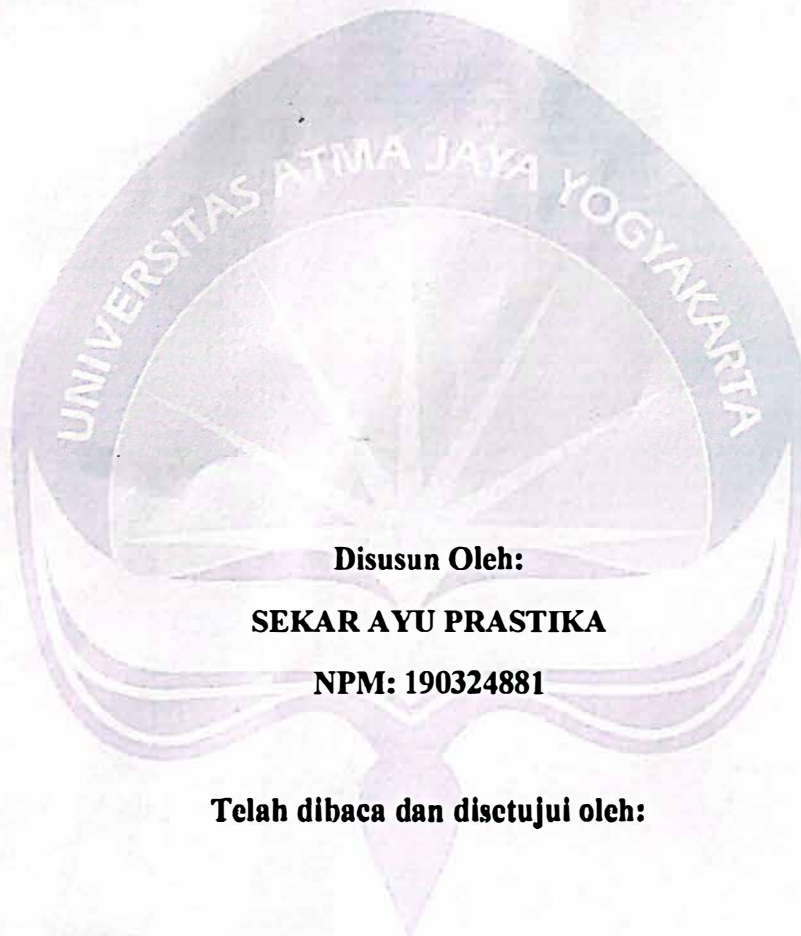 UNIVERSITAS ATMA JAYA YOGYAKARTA
Disusun Oleh:
SEKAR AYU PRASTIKA
NPM: 190324881
Telah dibaca dan disetujui oleh: